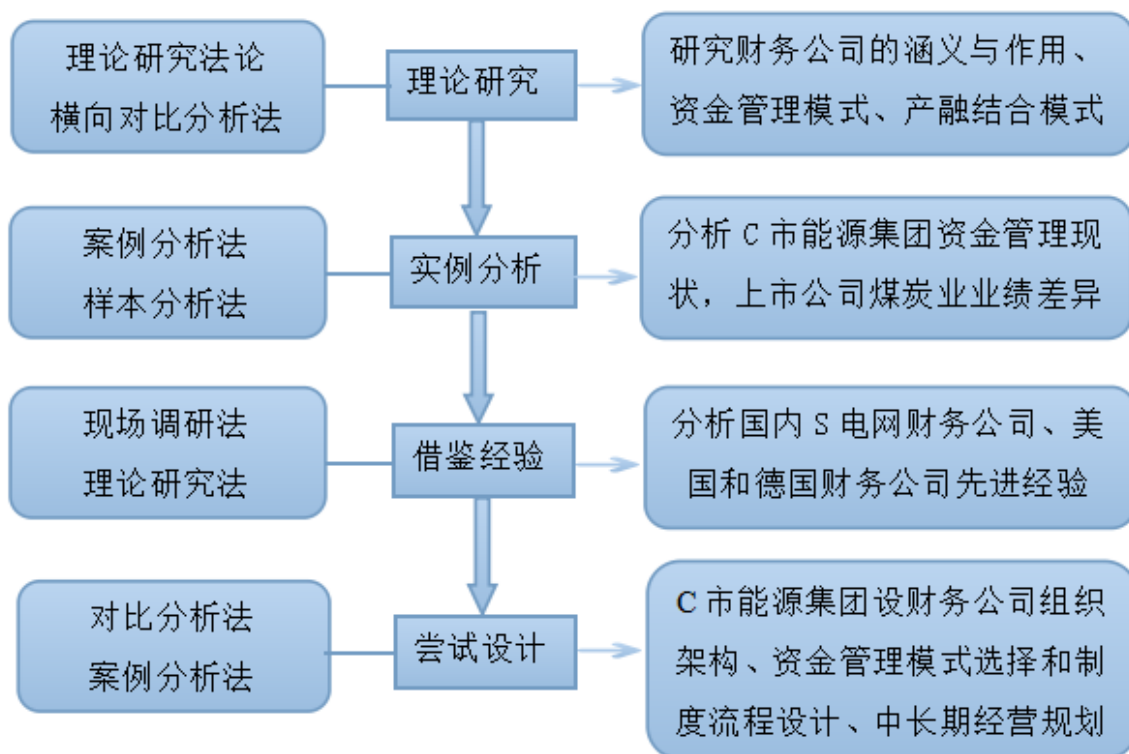 理论研究法论
横向对比分析法
理论研究
研究财务公司的涵义与作用、
资金管理模式、产融结合模式
案例分析法
样本分析法
实例分析
分析 C 市能源集团资金管理现
状，上市公司煤炭业业绩差异
现场调研法
理论研究法
借鉴经验
分析国内 S 电网财务公司、美
国和德国财务公司先进经验
对比分析法
案例分析法
尝试设计
C 市能源集团设财务公司组织
架构、资金管理模式选择和制
度流程设计、中长期经营规划